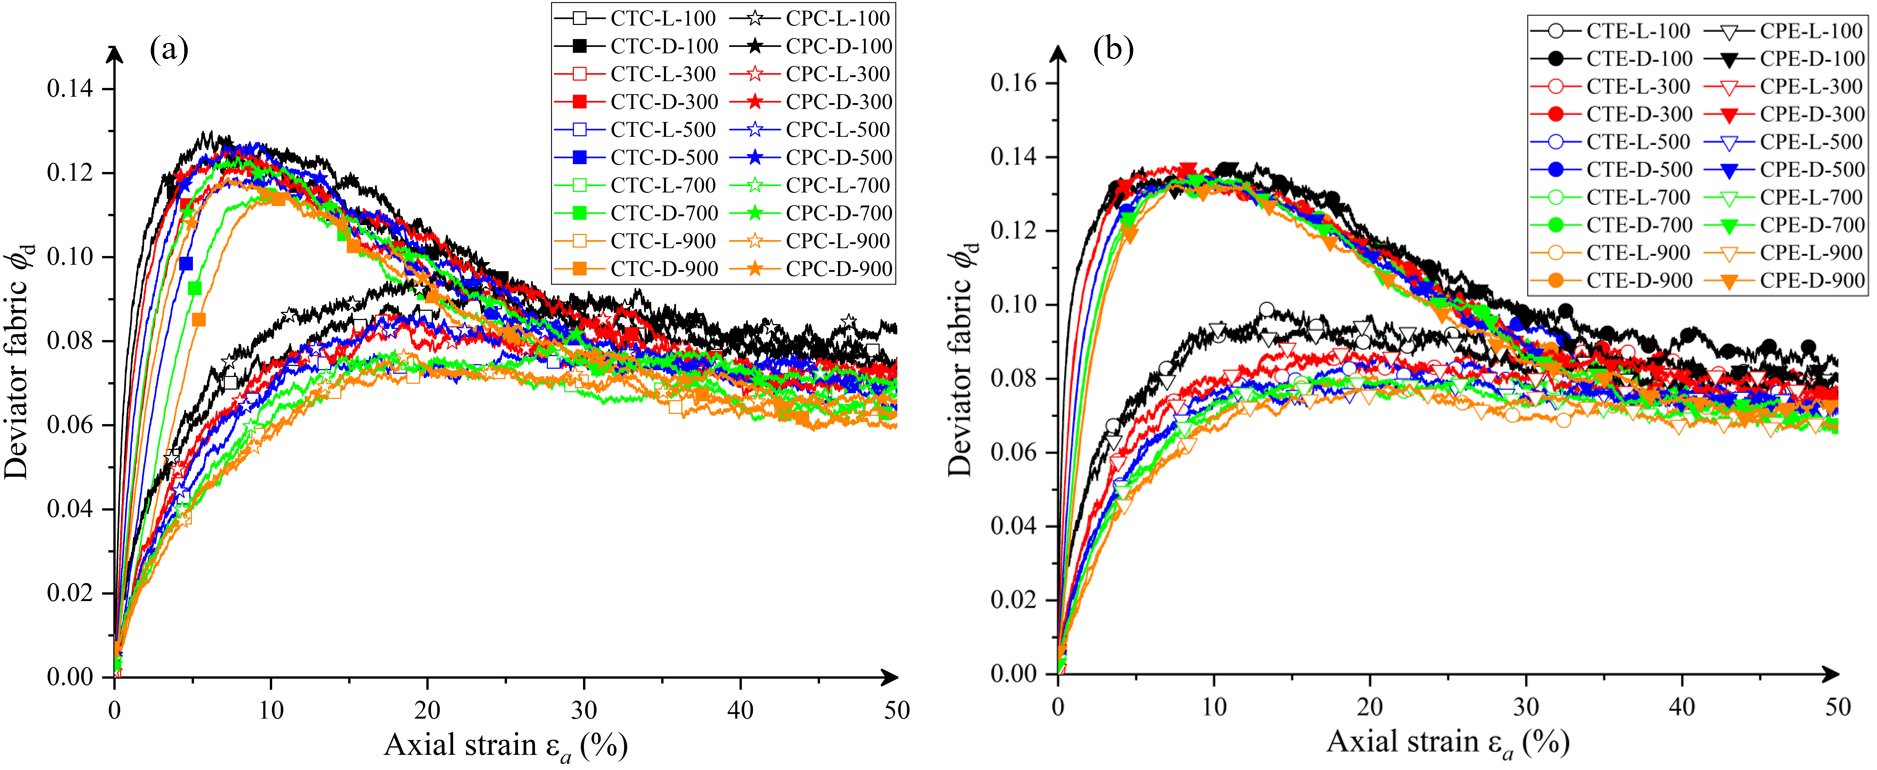 (a)
CTC-L-100 CPC-L-100
CTC-D-100 CPC-D-100
CTC-L-300 CPC-L-300
CTC-D-300 CPC-D-300
CTC-L-500 CPC-L-500
CTC-D-500 CPC-D-500
CTC-L-700 CPC-L-700
CTC-D-700 CPC-D-700
CTC-L-900 CPC-L-900
CTC-D-900 CPC-D-900
0.14
0.12
0.10
0.08
0.06
0.04
0.02
0.00
Deviator fabric ϕd
0 10 20 30 40 50
Axial strain εa (%)
(b)
CTE-L-100 CPE-L-100
CTE-D-100 CPE-D-100
CTE-L-300 CPE-L-300
CTE-D-300 CPE-D-300
CTE-L-500 CPE-L-500
CTE-D-500 CPE-D-500
CTE-L-700 CPE-L-700
CTE-D-700 CPE-D-700
CTE-L-900 CPE-L-900
CTE-D-900 CPE-D-900
0.16
0.14
0.12
0.10
0.08
0.06
0.04
0.02
0.00
Deviator fabric ϕd
0 10 20 30 40 50
Axial strain εa (%)